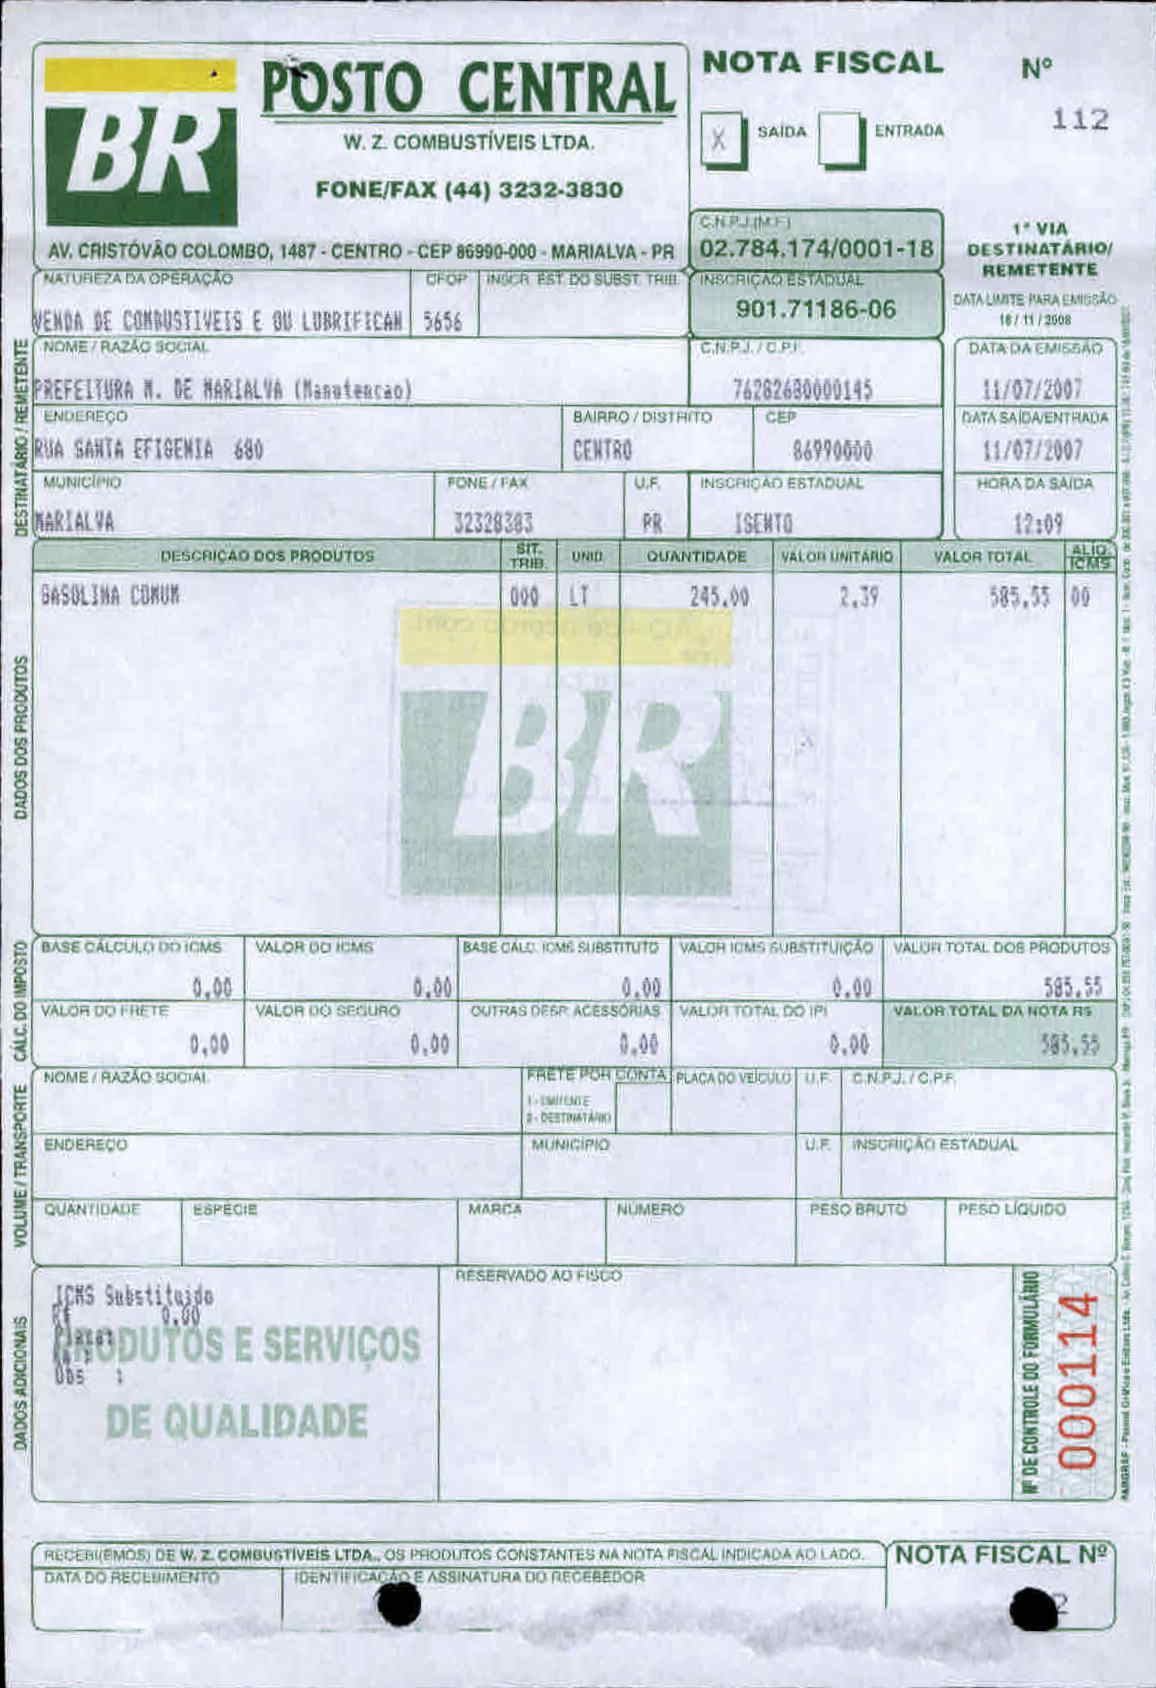 BR
POSTO CENTRAL
W. Z. COMBUSTÍVEIS LTDA.
FONE/FAX (44) 3232-3830
AV. CRISTÓVÃO COLOMBO, 1487 - CENTRO - CEP 86990-000 - MARIALVA - PR
NOTA FISCAL Nº
X SAÍDA ENTRADA 112
C.N.P.J.(M.F.)
02.784.174/0001-18
1ª VIA
DESTINATÁRIO/
REMETENTE
NATUREZA DA OPERAÇÃO CFOP INSCR. EST. DO SUBST. TRIB. INSCRIÇÃO ESTADUAL
VENDA DE COMBUSTIVEIS E OU LUBRIFICAN 5656 901.71186-06
DATA LIMITE PARA EMISSÃO
18 / 11 / 2008
DESTINATÁRIO / REMETENTE
NOME / RAZÃO SOCIAL C.N.P.J. / C.P.F. DATA DA EMISSÃO
PREFEITURA M. DE MARIALVA (Manutencao) 76282680000145 11/07/2007
ENDEREÇO BAIRRO / DISTRITO CEP DATA SAÍDA/ENTRADA
RUA SANTA EFIGENIA 680 CENTRO 86990000 11/07/2007
MUNICÍPIO FONE / FAX U.F. INSCRIÇÃO ESTADUAL HORA DA SAÍDA
MARIALVA 32328383 PR ISENTO 12:09
DADOS DOS PRODUTOS
DESCRIÇÃO DOS PRODUTOS SIT. TRIB. UNID. QUANTIDADE VALOR UNITÁRIO VALOR TOTAL ALÍQ. ICMS
GASOLINA COMUM 000 LT 245.00 2.39 585.55 00
BR
CÁLC. DO IMPOSTO
BASE CÁLCULO DO ICMS VALOR DO ICMS BASE CÁLC. ICMS SUBSTITUTO VALOR ICMS SUBSTITUIÇÃO VALOR TOTAL DOS PRODUTOS
0.00 0.00 0.00 0.00 585.55
VALOR DO FRETE VALOR DO SEGURO OUTRAS DESP. ACESSÓRIAS VALOR TOTAL DO IPI VALOR TOTAL DA NOTA R$
0.00 0.00 0.00 0.00 585.55
VOLUME / TRANSPORTE
NOME / RAZÃO SOCIAL FRETE POR CONTA PLACA DO VEÍCULO U.F. C.N.P.J. / C.P.F.
1 - EMITENTE
2 - DESTINATÁRIO
ENDEREÇO MUNICÍPIO U.F. INSCRIÇÃO ESTADUAL
QUANTIDADE ESPÉCIE MARCA NÚMERO PESO BRUTO PESO LÍQUIDO
DADOS ADICIONAIS
RESERVADO AO FISCO
ICMS Substituido
R$ 0.00
Placa:
Obs :
PRODUTOS E SERVIÇOS
DE QUALIDADE
Nº DE CONTROLE DO FORMULÁRIO
000114
RECEBI(EMOS) DE W. Z. COMBUSTÍVEIS LTDA., OS PRODUTOS CONSTANTES NA NOTA FISCAL INDICADA AO LADO.
NOTA FISCAL Nº
DATA DO RECEBIMENTO IDENTIFICAÇÃO E ASSINATURA DO RECEBEDOR
2